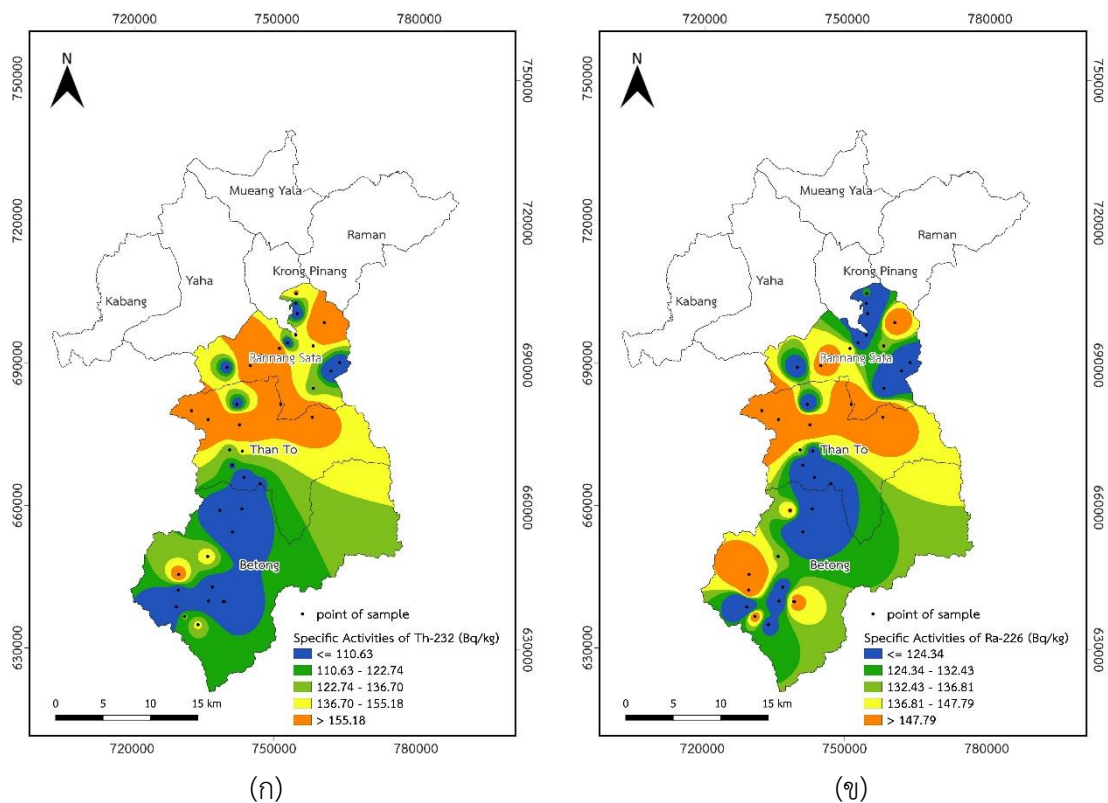 720000 750000 780000
N
750000
750000
Mueang Yala
720000
720000
Raman
Krong Pinang
Yaha
Kabang
Bannang Sata
690000
690000
Than To
660000
660000
Betong
point of sample
Specific Activities of Th-232 (Bq/kg)
<= 110.63
110.63 - 122.74
122.74 - 136.70
136.70 - 155.18
> 155.18
630000
630000
0 5 10 15 km
720000 750000 780000
(ก)
720000 750000 780000
N
750000
750000
Mueang Yala
720000
720000
Raman
Krong Pinang
Yaha
Kabang
Bannang Sata
690000
690000
Than To
660000
660000
Betong
point of sample
Specific Activities of Ra-226 (Bq/kg)
<= 124.34
124.34 - 132.43
132.43 - 136.81
136.81 - 147.79
> 147.79
630000
630000
0 5 10 15 km
720000 750000 780000
(ข)